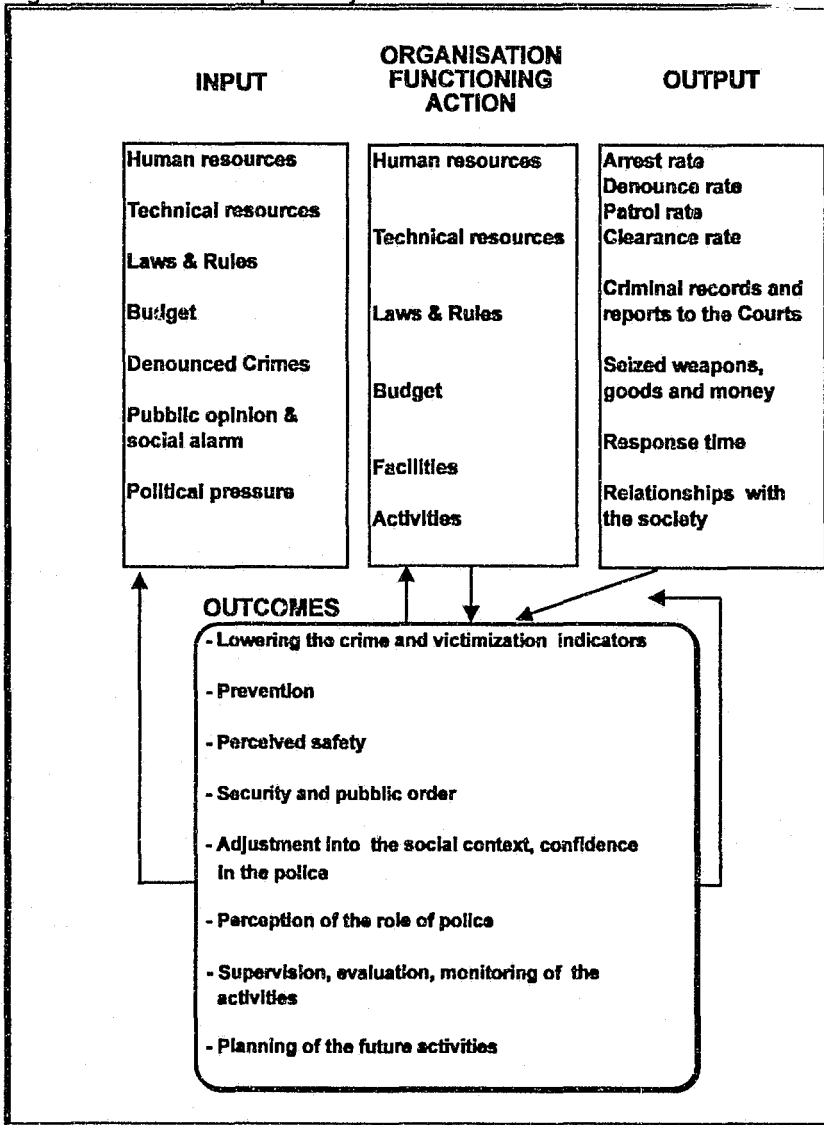 INPUT
ORGANISATION
FUNCTIONING
ACTION
OUTPUT
Human resources
Technical resources
Laws & Rules
Budget
Denounced Crimes
Pubblic opinion &
social alarm
Political pressure
Human resources
Technical resources
Laws & Rules
Budget
Facilities
Activities
Arrest rate
Denounce rate
Patrol rate
Clearance rate
Criminal records and
reports to the Courts
Seized weapons,
goods and money
Response time
Relationships with
the society
OUTCOMES
- Lowering the crime and victimization indicators
- Prevention
- Perceived safety
- Security and pubblic order
- Adjustment into the social context, confidence
in the police
- Perception of the role of police
- Supervision, evaluation, monitoring of the
activities
- Planning of the future activities